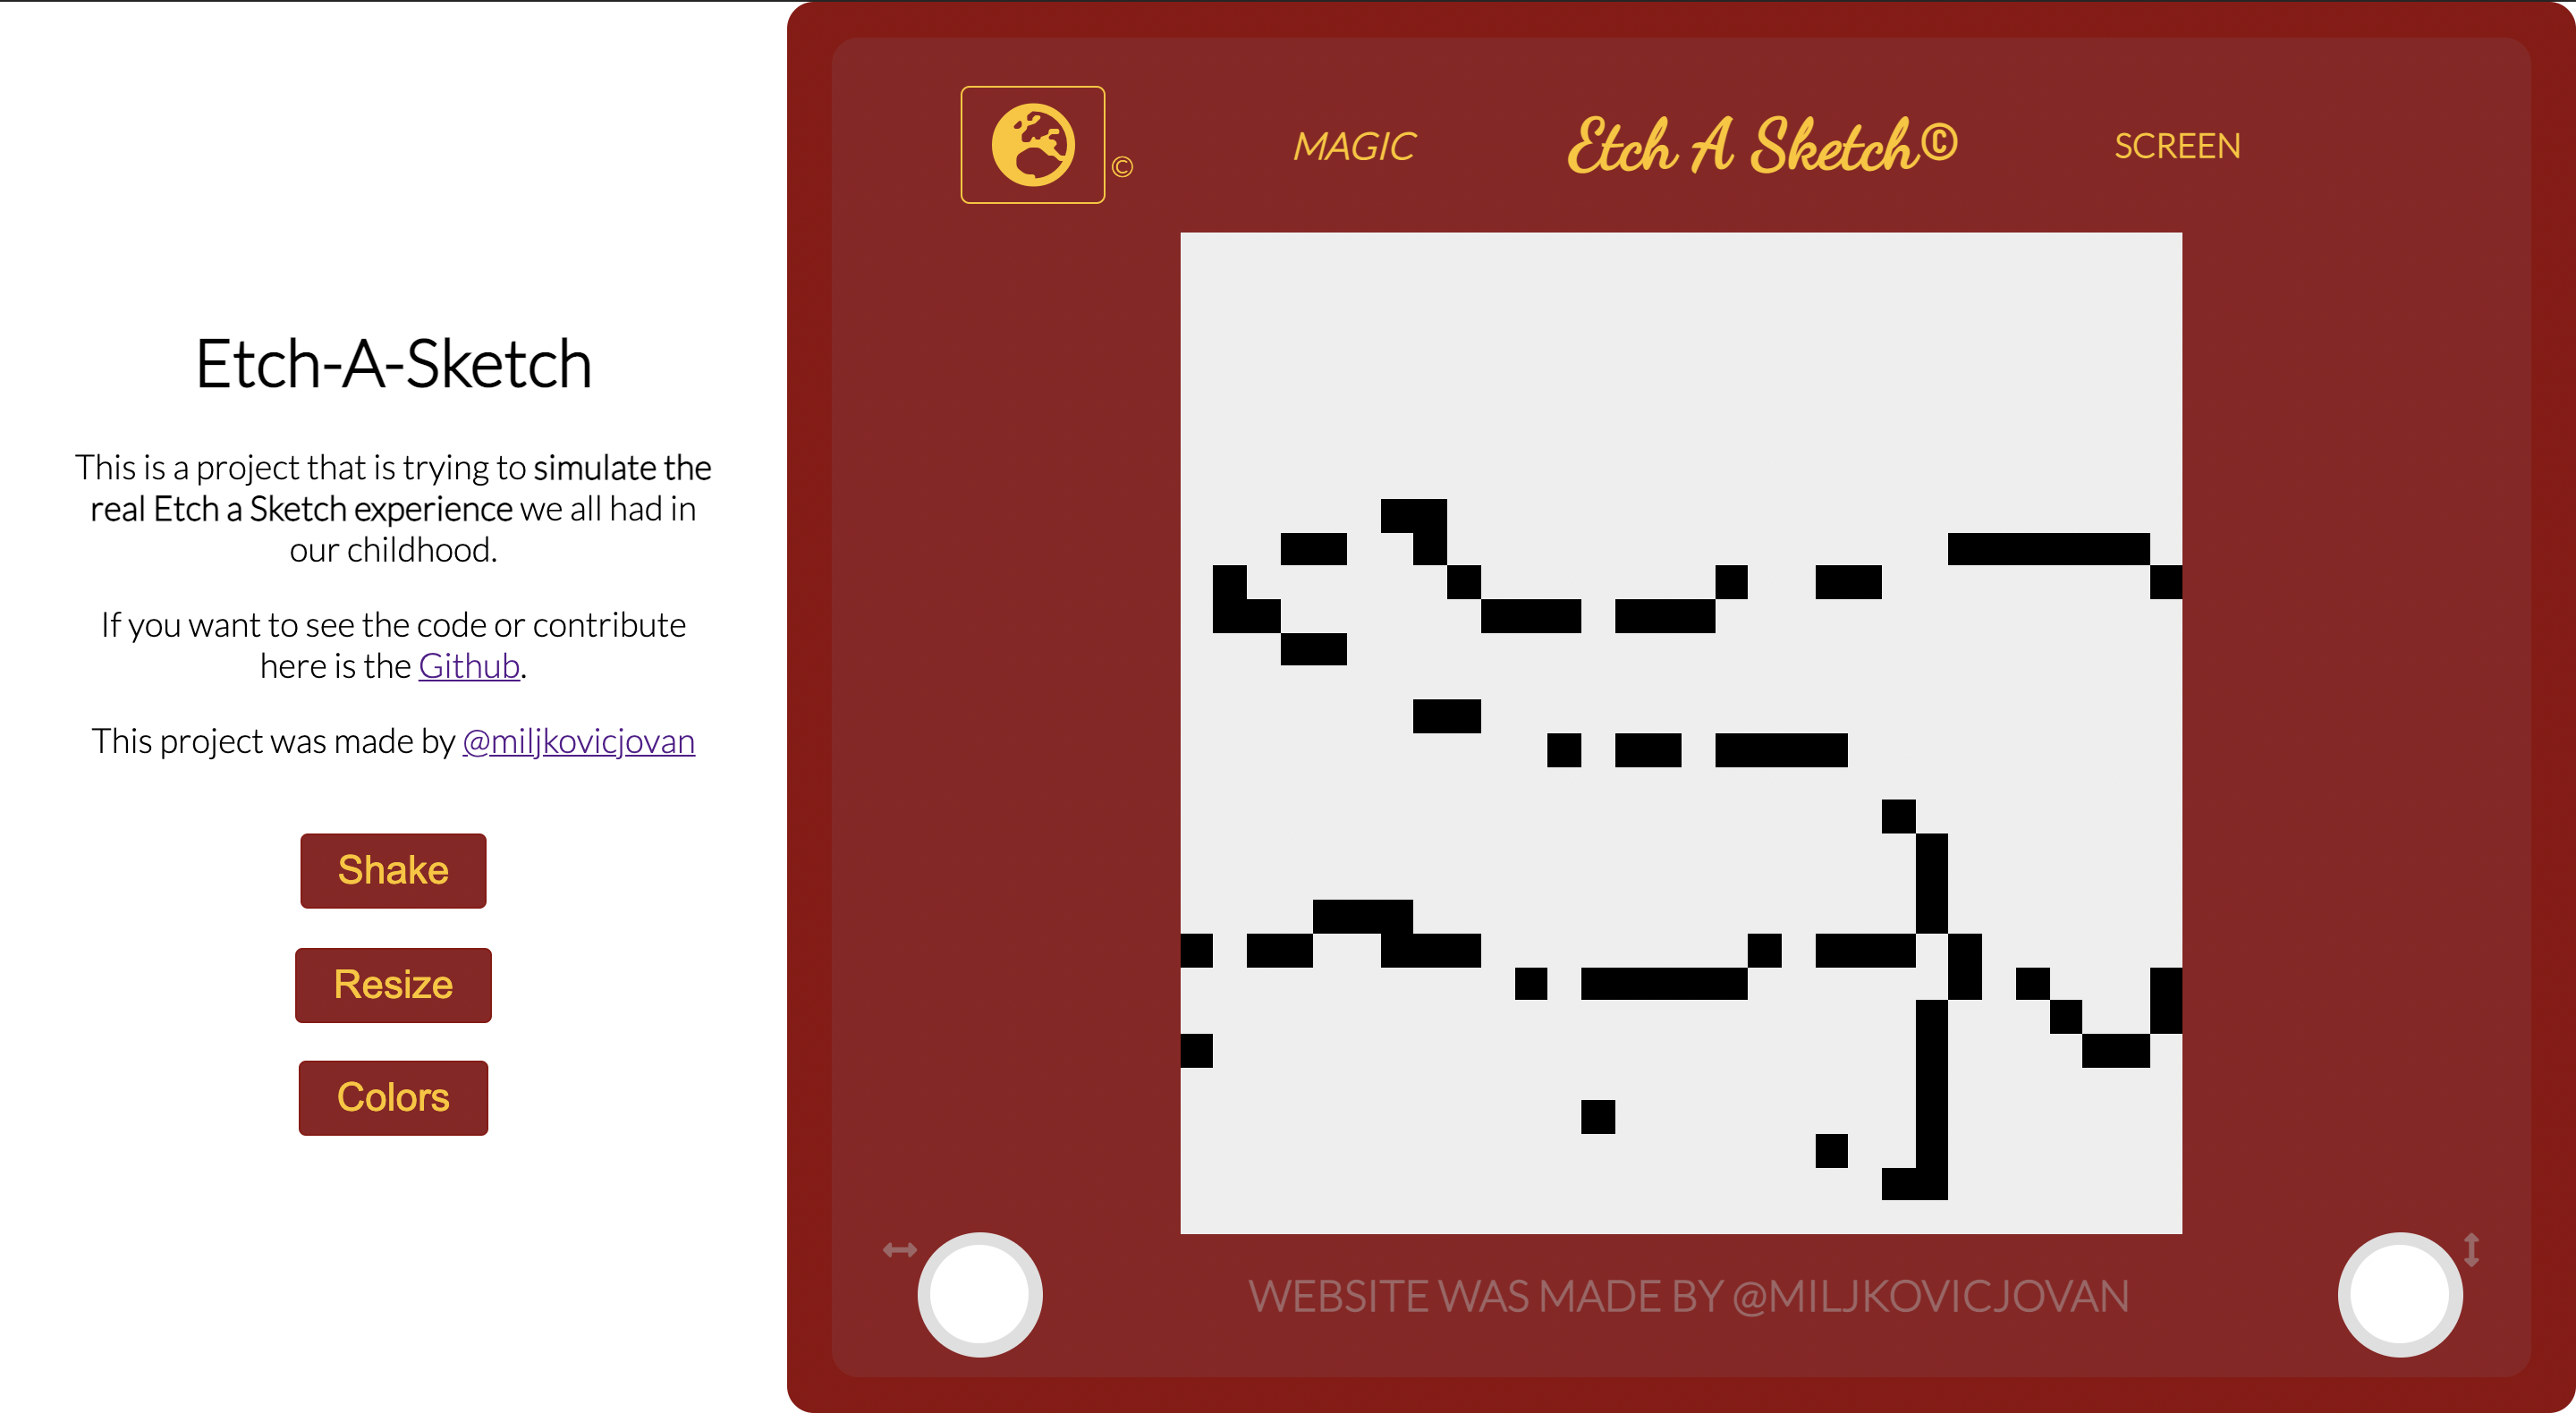 Etch-A-Sketch
This is a project that is trying to simulate the
real Etch a Sketch experience we all had in
our childhood.
If you want to see the code or contribute
here is the Github.
This project was made by @miljkovicjovan
Shake
Resize
Colors
© MAGIC Etch A Sketch© SCREEN
WEBSITE WAS MADE BY @MILJKOVICJOVAN